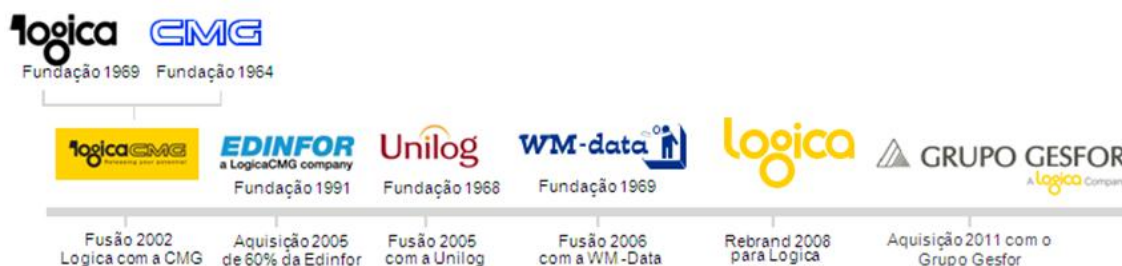 logica CMG
Fundação 1969 Fundação 1964
logicaCMG
Releasing your potential
EDINFOR
a LogicaCMG company
Fundação 1991
Unilog
Fundação 1968
WM-data
Fundação 1969
logica
GRUPO GESFOR
A Logica Company
Fusão 2002
Logica com a CMG
Aquisição 2005
de 60% da Edinfor
Fusão 2005
com a Unilog
Fusão 2006
com a WM-Data
Rebrand 2008
para Logica
Aquisição 2011 com o
Grupo Gesfor